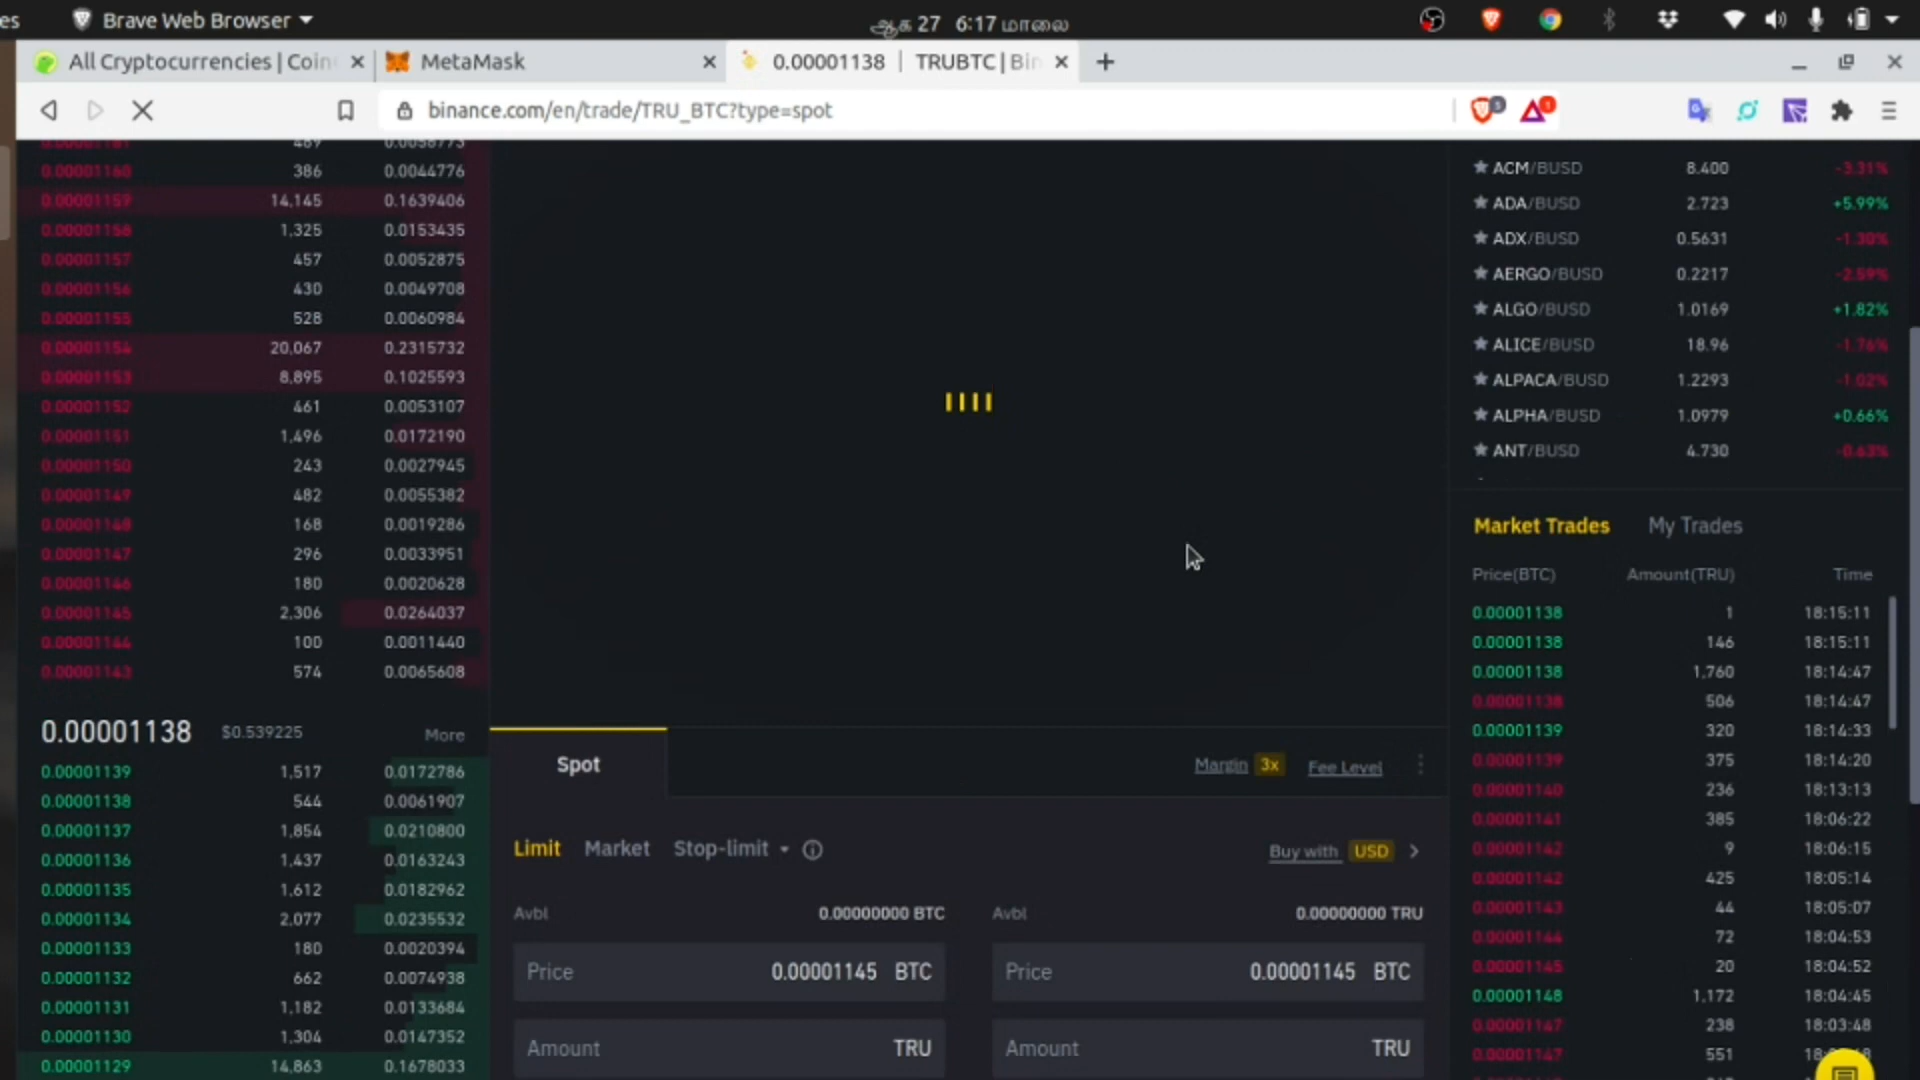 es Brave Web Browser ஆக 27 6:17 மாலை
All Cryptocurrencies | Coin MetaMask 0.00001138 | TRUBTC | Bin
binance.com/en/trade/TRU_BTC?type=spot
0.00001160 386 0.0044776
0.00001159 14,145 0.1639406
0.00001158 1,325 0.0153435
0.00001157 457 0.0052875
0.00001156 430 0.0049708
0.00001155 528 0.0060984
0.00001154 20,067 0.2315732
0.00001153 8,895 0.1025593
0.00001152 461 0.0053107
0.00001151 1,496 0.0172190
0.00001150 243 0.0027945
0.00001149 482 0.0055382
0.00001148 168 0.0019286
0.00001147 296 0.0033951
0.00001146 180 0.0020628
0.00001145 2,306 0.0264037
0.00001144 100 0.0011440
0.00001143 574 0.0065608
0.00001138 $0.539225 More
0.00001139 1,517 0.0172786
0.00001138 544 0.0061907
0.00001137 1,854 0.0210800
0.00001136 1,437 0.0163243
0.00001135 1,612 0.0182962
0.00001134 2,077 0.0235532
0.00001133 180 0.0020394
0.00001132 662 0.0074938
0.00001131 1,182 0.0133684
0.00001130 1,304 0.0147352
0.00001129 14,863 0.1678033
Spot Margin 3x Fee Level
Limit Market Stop-limit Buy with USD
Avbl 0.00000000 BTC Avbl 0.00000000 TRU
Price 0.00001145 BTC Price 0.00001145 BTC
Amount TRU Amount TRU
ACM/BUSD 8.400 -3.31%
ADA/BUSD 2.723 +5.99%
ADX/BUSD 0.5631 -1.30%
AERGO/BUSD 0.2217 -2.59%
ALGO/BUSD 1.0169 +1.82%
ALICE/BUSD 18.96 -1.76%
ALPACA/BUSD 1.2293 -1.02%
ALPHA/BUSD 1.0979 +0.66%
ANT/BUSD 4.730 -0.63%
Market Trades My Trades
Price(BTC) Amount(TRU) Time
0.00001138 1 18:15:11
0.00001138 146 18:15:11
0.00001138 1,760 18:14:47
0.00001138 506 18:14:47
0.00001139 320 18:14:33
0.00001139 375 18:14:20
0.00001140 236 18:13:13
0.00001141 385 18:06:22
0.00001142 9 18:06:15
0.00001142 425 18:05:14
0.00001143 44 18:05:07
0.00001144 72 18:04:53
0.00001145 20 18:04:52
0.00001148 1,172 18:04:45
0.00001147 238 18:03:48
0.00001147 551